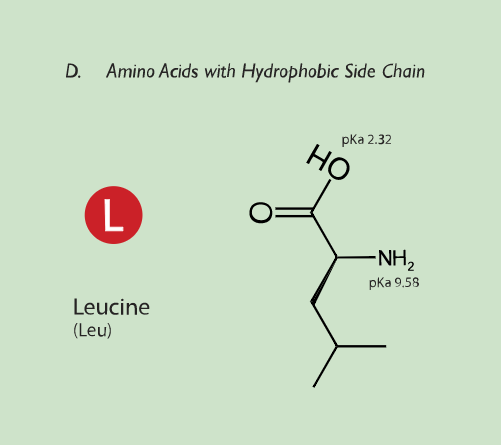 D. Amino Acids with Hydrophobic Side Chain
pKa 2.32
HO
L
O
NH2
pKa 9.58
Leucine
(Leu)